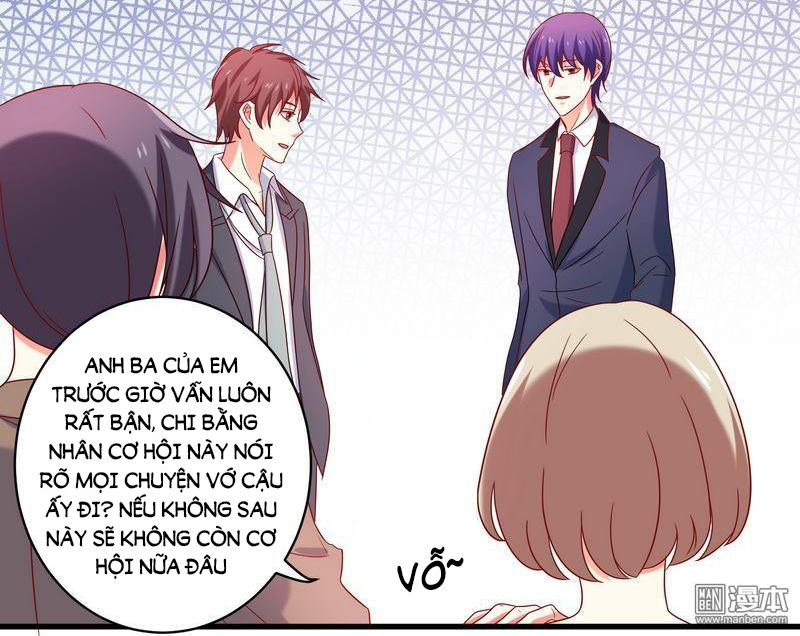 ANH BA CỦA EM
TRƯỚC GIỜ VẤN LUÔN
RẤT BẬN, CHI BẰNG
NHÂN CƠ HỘI NÀY NÓI
RÕ MỌI CHUYỆN VỚ CẬU
ẤY ĐI? NẾU KHÔNG SAU
NÀY SẼ KHÔNG CÒN CƠ
HỘI NỮA ĐÂU
VỖ~
MAN
BEN 漫本
www.manben.com